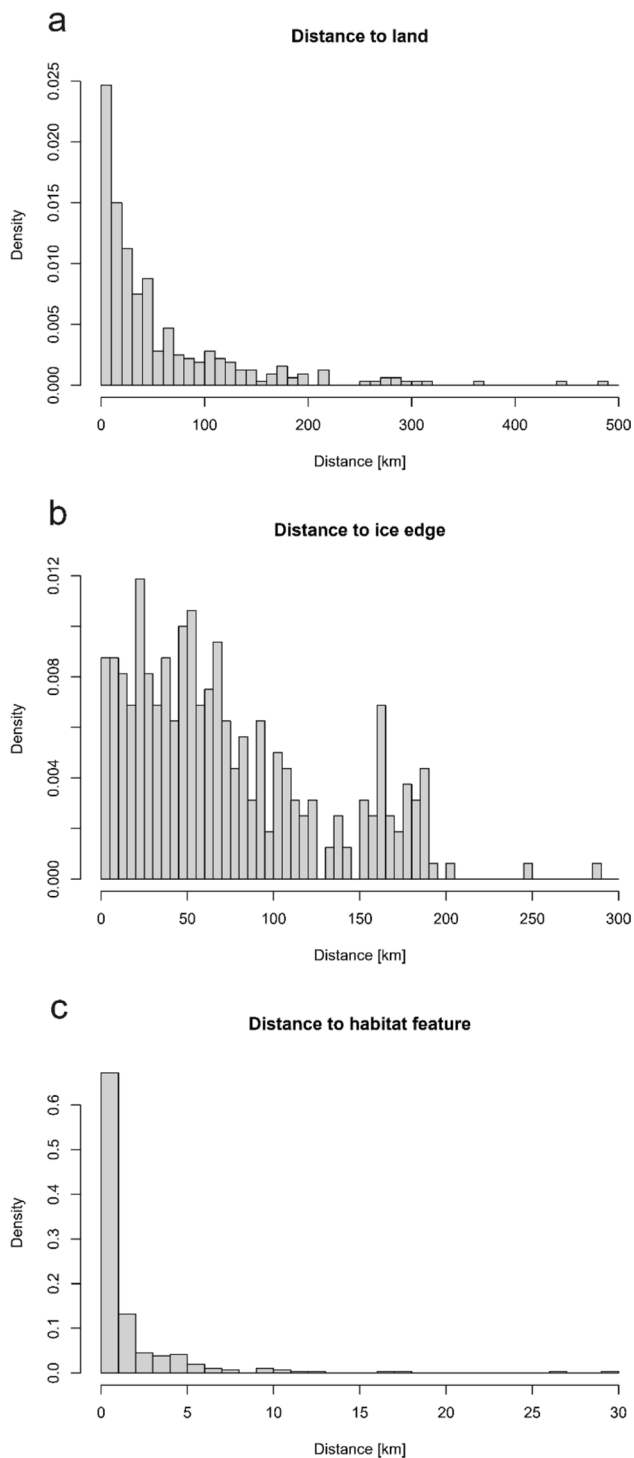 a
Distance to land
0.025
0.020
0.015
0.010
0.005
0.000
Density
0 100 200 300 400 500
Distance [km]
b
Distance to ice edge
0.012
0.008
0.004
0.000
Density
0 50 100 150 200 250 300
Distance [km]
c
Distance to habitat feature
0.6
0.5
0.4
0.3
0.2
0.1
0.0
Density
0 5 10 15 20 25 30
Distance [km]